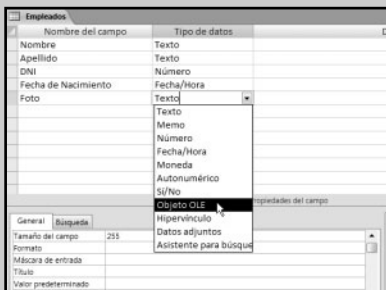 Empleados
Nombre del campo Tipo de datos D
Nombre Texto
Apellido Texto
DNI Número
Fecha de Nacimiento Fecha/Hora
Foto Texto
Texto
Memo
Número
Fecha/Hora
Moneda
Autonumérico
Sí/No
Objeto OLE
Hipervínculo
Datos adjuntos
Asistente para búsque
ropiedades del campo
General Búsqueda
Tamaño del campo 255
Formato
Máscara de entrada
Título
Valor predeterminado